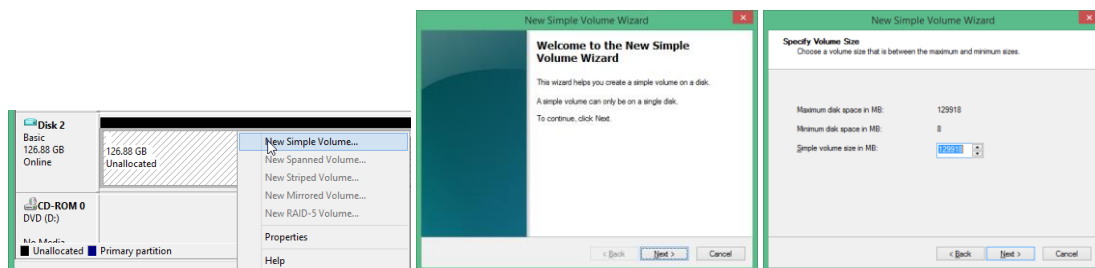 Disk 2
Basic
126.88 GB
Online
126.88 GB
Unallocated
CD-ROM 0
DVD (D:)
No Media
Unallocated Primary partition
New Simple Volume...
New Spanned Volume...
New Striped Volume...
New Mirrored Volume...
New RAID-5 Volume...
Properties
Help
New Simple Volume Wizard
Welcome to the New Simple
Volume Wizard
This wizard helps you create a simple volume on a disk.
A simple volume can only be on a single disk.
To continue, click Next.
< Back Next > Cancel
New Simple Volume Wizard
Specify Volume Size
Choose a volume size that is between the maximum and minimum sizes.
Maximum disk space in MB: 129918
Minimum disk space in MB: 8
Simple volume size in MB: 129918
< Back Next > Cancel